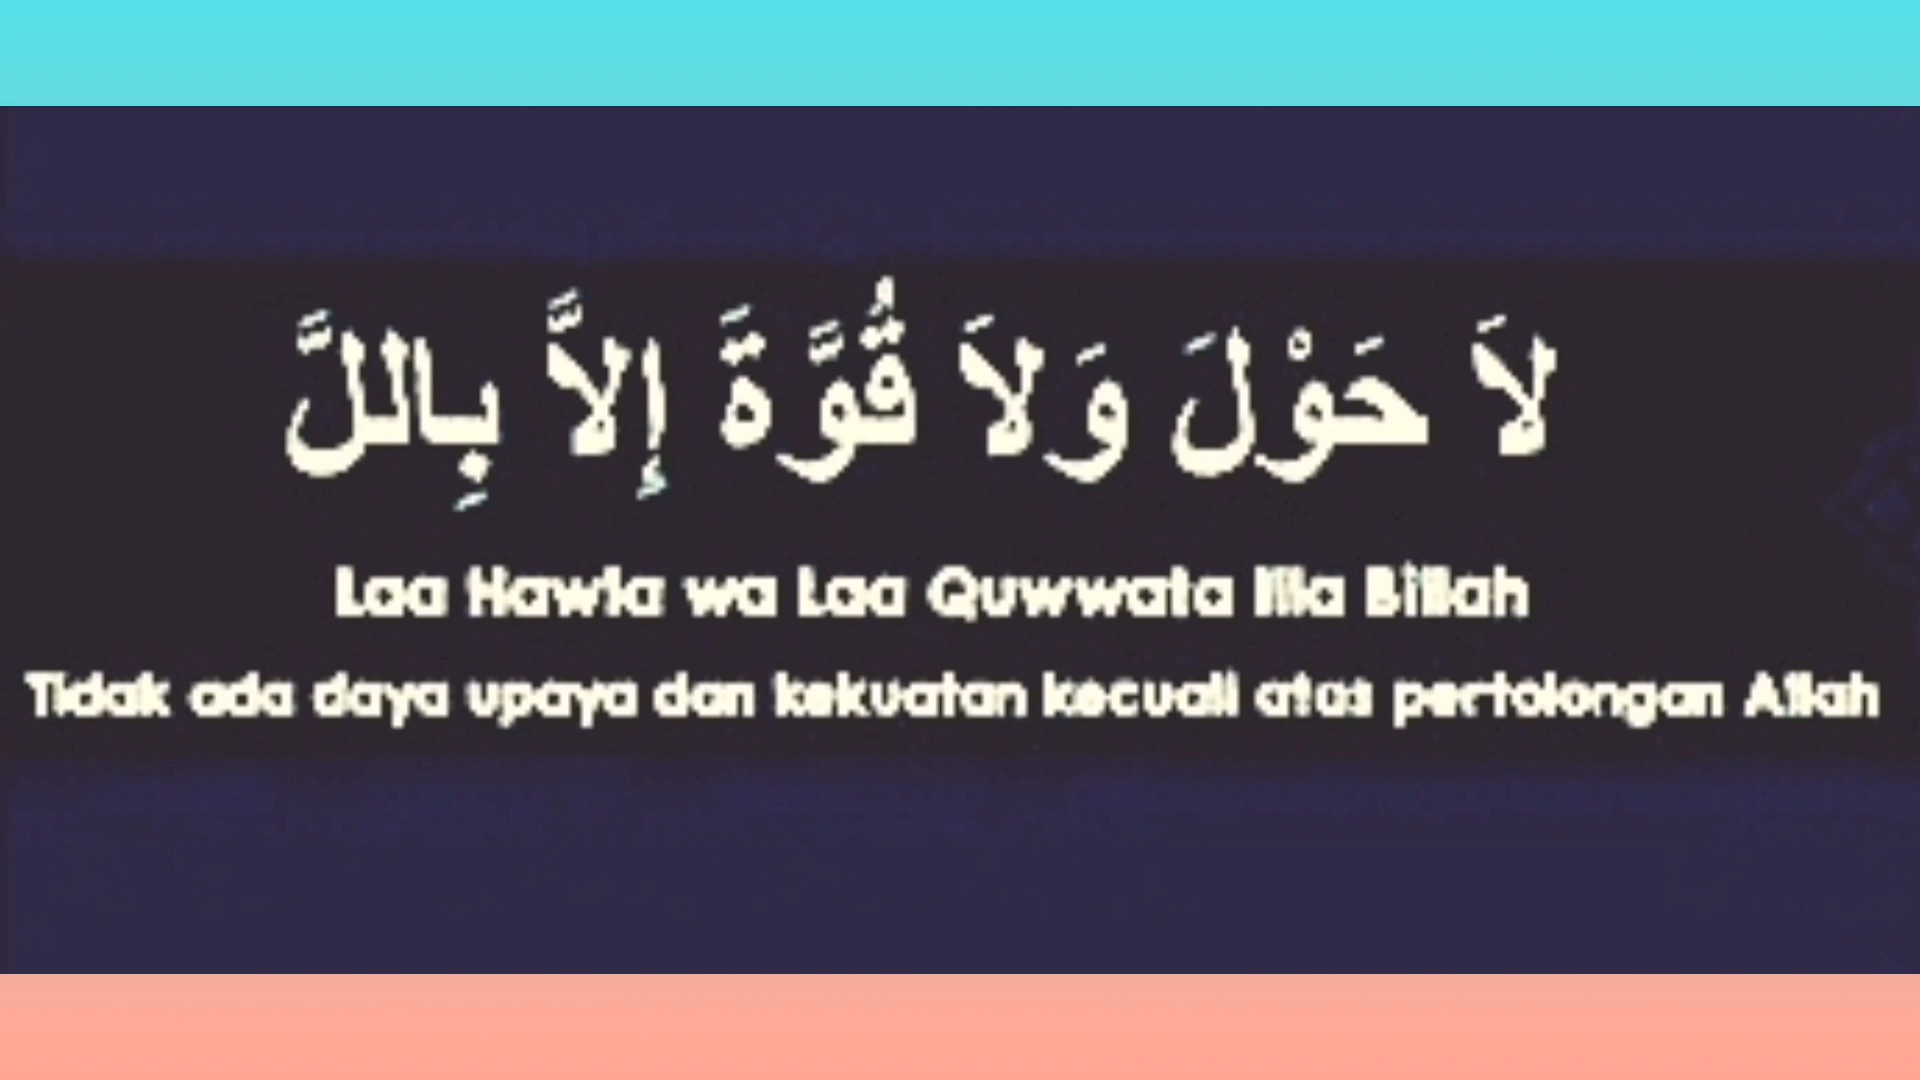 لاَ حَوْلَ وَلاَ قُوَّةَ إِلاَّ بِاللَّ
Laa Hawla wa Laa Quwwata Illa Billah
Tidak ada daya upaya dan kekuatan kecuali atas pertolongan Allah